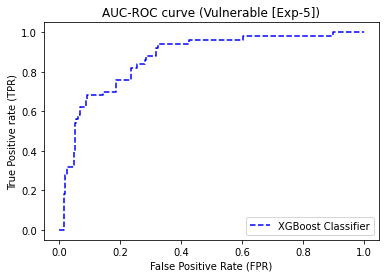 AUC-ROC curve (Vulnerable [Exp-5])
True Positive rate (TPR)
1.0
0.8
0.6
0.4
0.2
0.0
XGBoost Classifier
0.0 0.2 0.4 0.6 0.8 1.0
False Positive Rate (FPR)